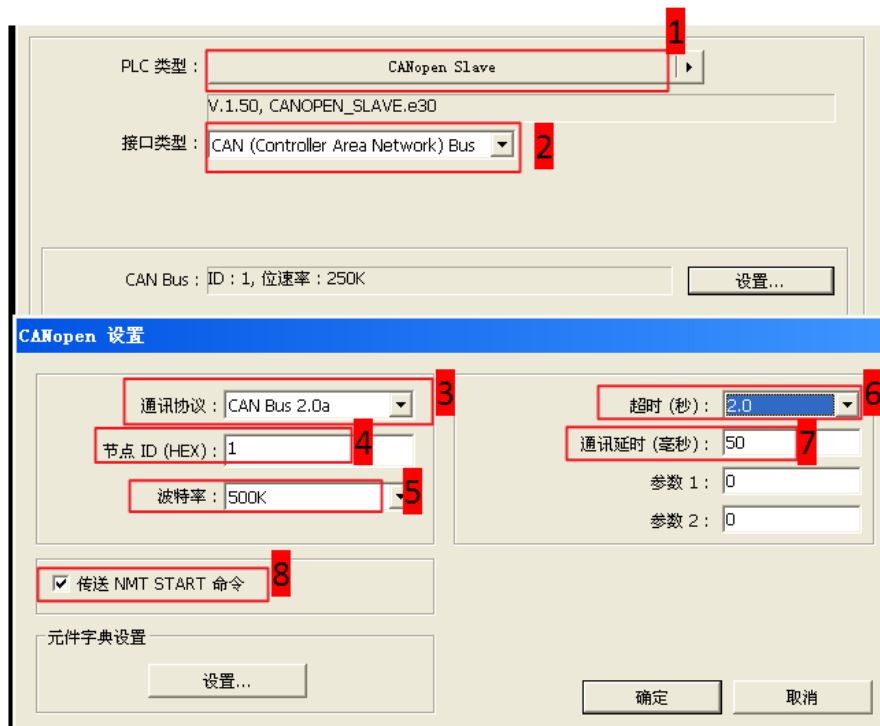 1
PLC 类型： CANopen Slave
V.1.50, CANOPEN_SLAVE.e30
接口类型： CAN (Controller Area Network) Bus 2
CAN Bus： ID：1, 位速率：250K 设置...
CANopen 设置
通讯协议： CAN Bus 2.0a 3
节点 ID (HEX)： 1 4
波特率： 500K 5
超时 (秒)： 2.0 6
通讯延时 (毫秒)： 50 7
参数 1： 0
参数 2： 0
传送 NMT START 命令 8
元件字典设置
设置...
确定 取消